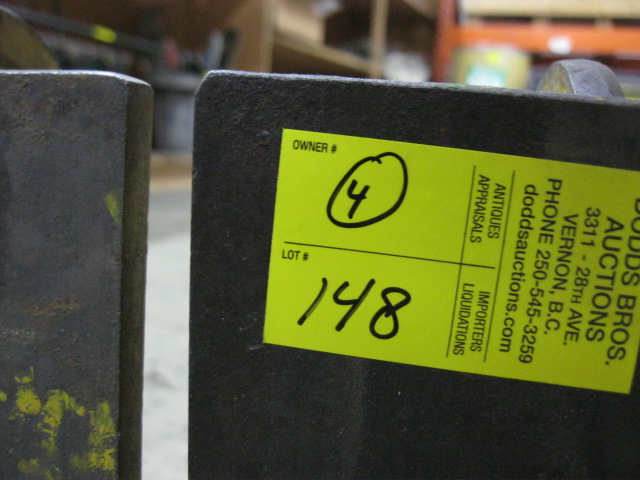 OWNER #
4
LOT #
148
ANTIQUES
APPRAISALS
IMPORTERS
LIQUIDATIONS
DODDS BROS.
AUCTIONS
3311 - 28TH AVE.
VERNON, B.C.
PHONE 250-545-3259
doddsauctions.com